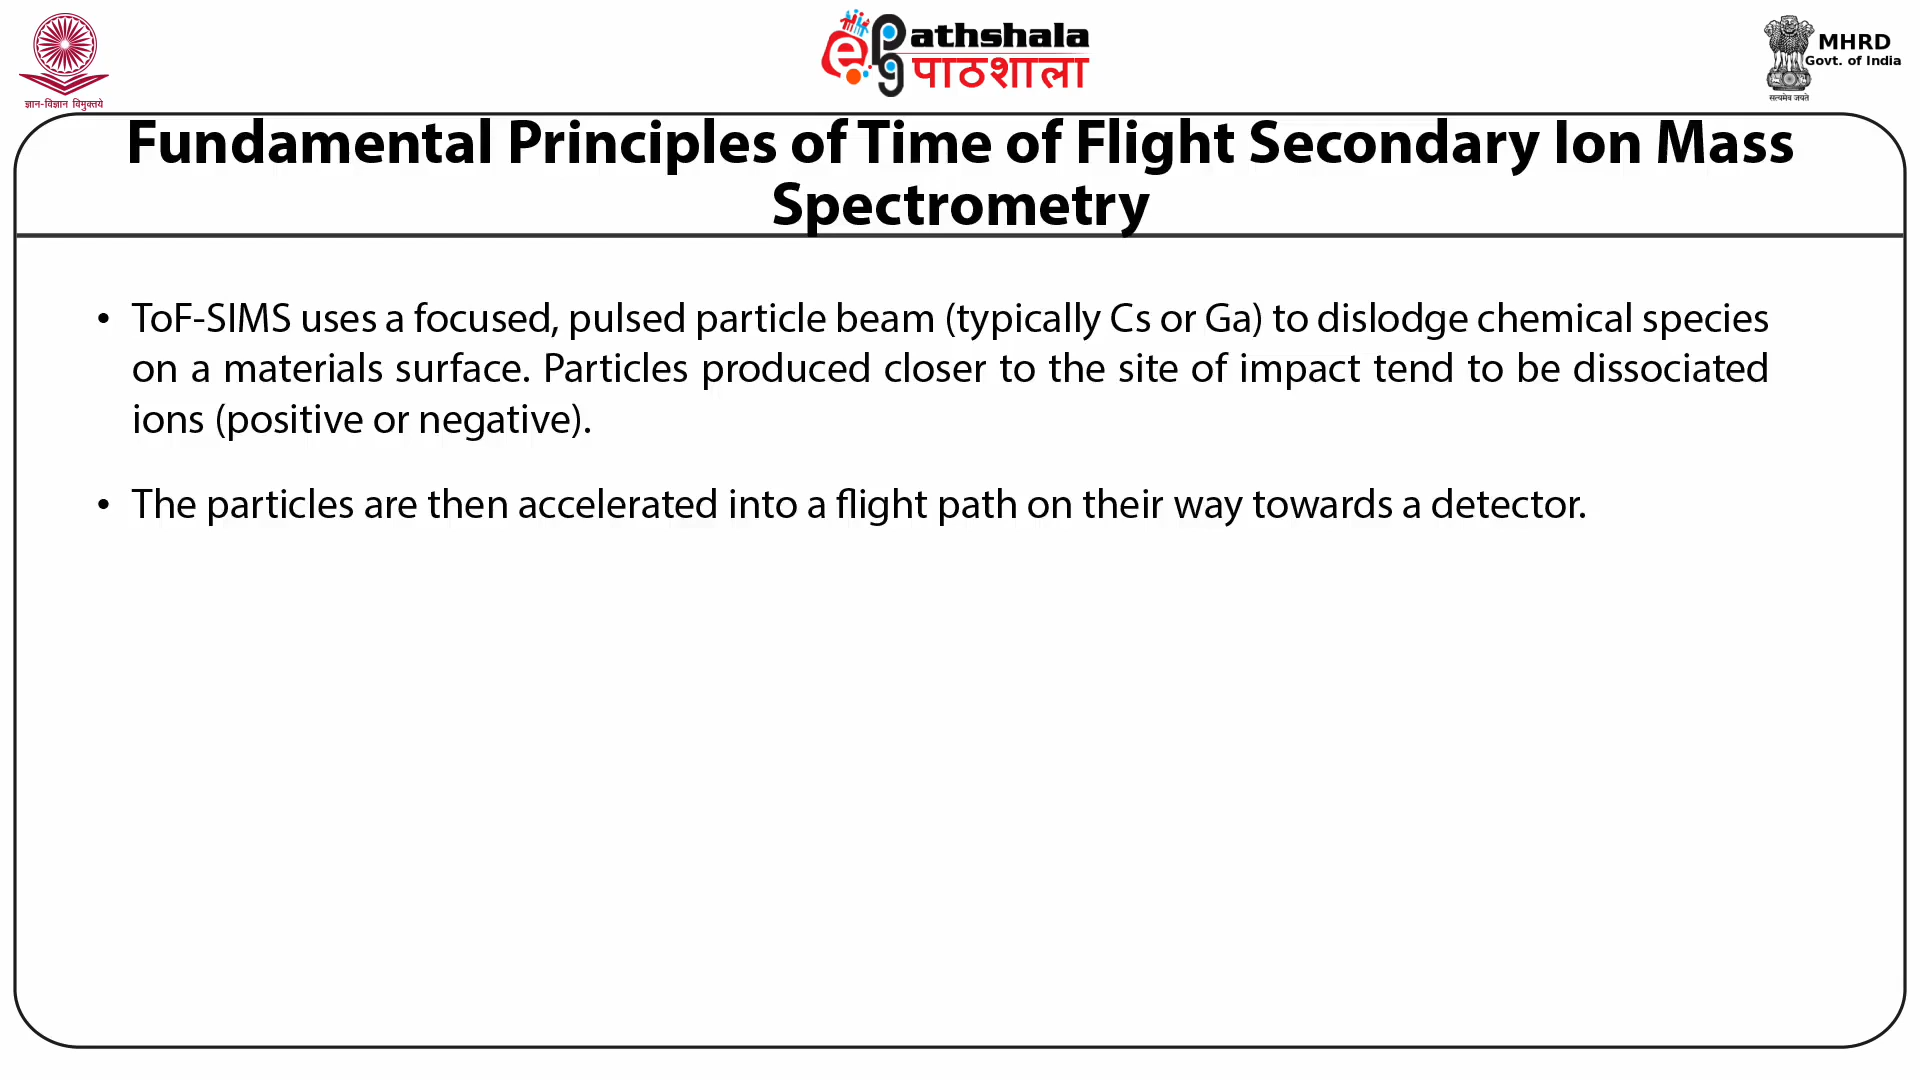 ज्ञान-विज्ञान विमुक्तये
e Pg athshala
पाठशाला
MHRD
Govt. of India
सत्यमेव जयते
Fundamental Principles of Time of Flight Secondary Ion Mass
Spectrometry
• ToF-SIMS uses a focused, pulsed particle beam (typically Cs or Ga) to dislodge chemical species
on a materials surface. Particles produced closer to the site of impact tend to be dissociated
ions (positive or negative).
• The particles are then accelerated into a flight path on their way towards a detector.